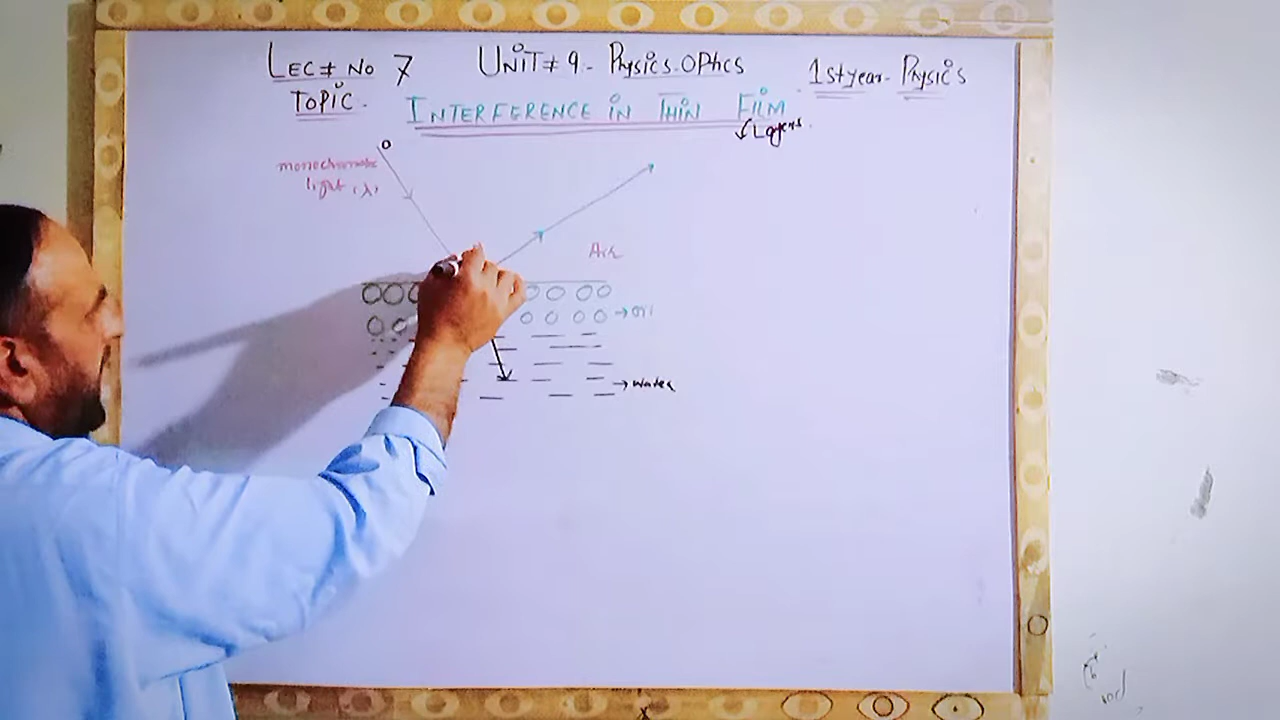 LEC # NO 7 UNIT # 9 - PHYSICS-OPtICS 1st year - PHYSICS
TOPIC. INTERFERENCE IN THIN FILM.
↓ Layers.
O
monochromatic
light (λ)
Air
→ Oil
→ Water